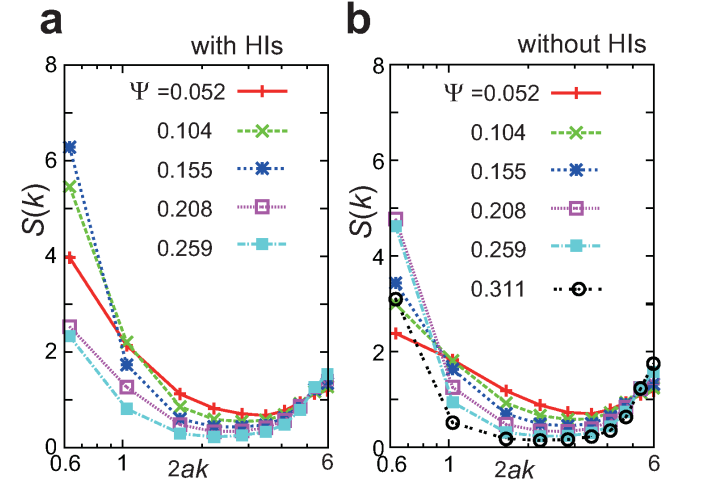 a
with HIs
8
6
4
2
0
S(k)
Ψ =0.052
0.104
0.155
0.208
0.259
0.6
1
2ak
6
b
without HIs
8
6
4
2
0
S(k)
Ψ =0.052
0.104
0.155
0.208
0.259
0.311
0.6
1
2ak
6